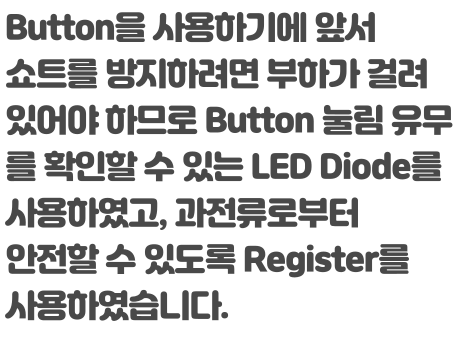 Button을 사용하기에 앞서
쇼트를 방지하려면 부하가 걸려
있어야 하므로 Button 눌림 유무
를 확인할 수 있는 LED Diode를
사용하였고, 과전류로부터
안전할 수 있도록 Register를
사용하였습니다.